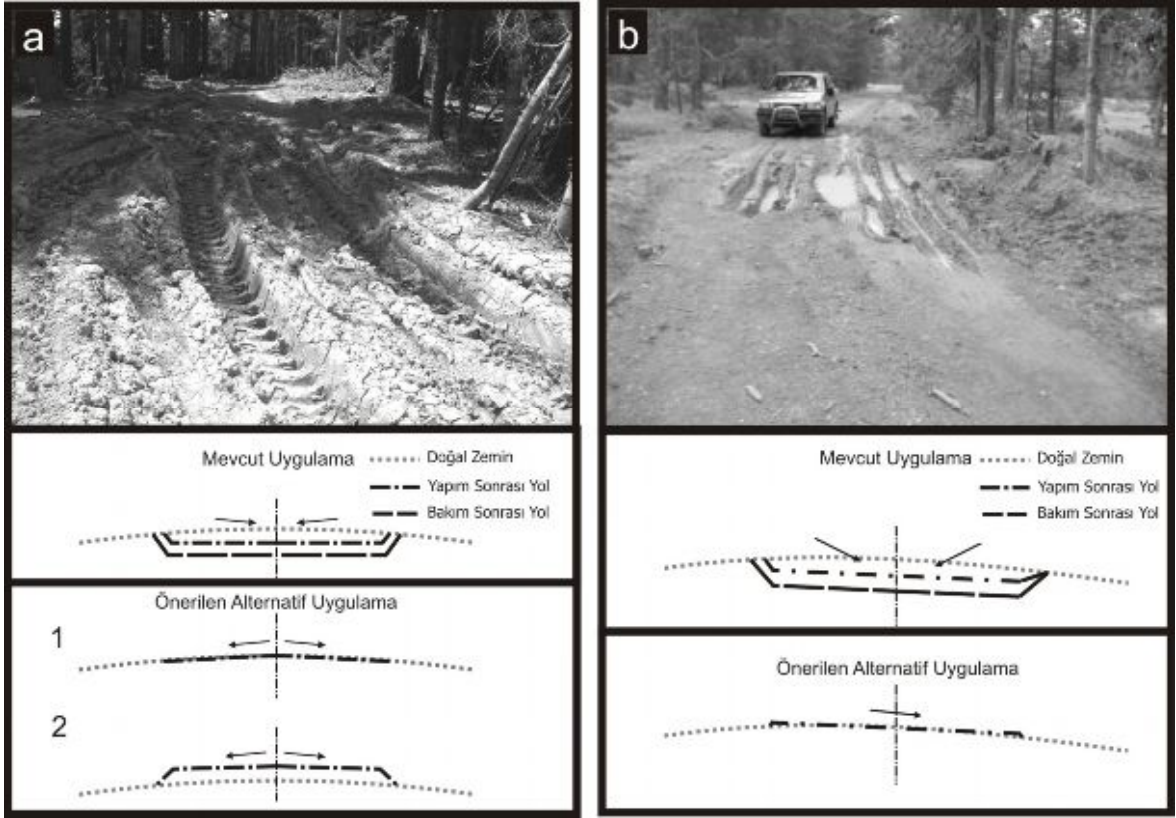 a
Mevcut Uygulama
Doğal Zemin
Yapım Sonrası Yol
Bakım Sonrası Yol
Önerilen Alternatif Uygulama
1
2
b
Mevcut Uygulama
Doğal Zemin
Yapım Sonrası Yol
Bakım Sonrası Yol
Önerilen Alternatif Uygulama